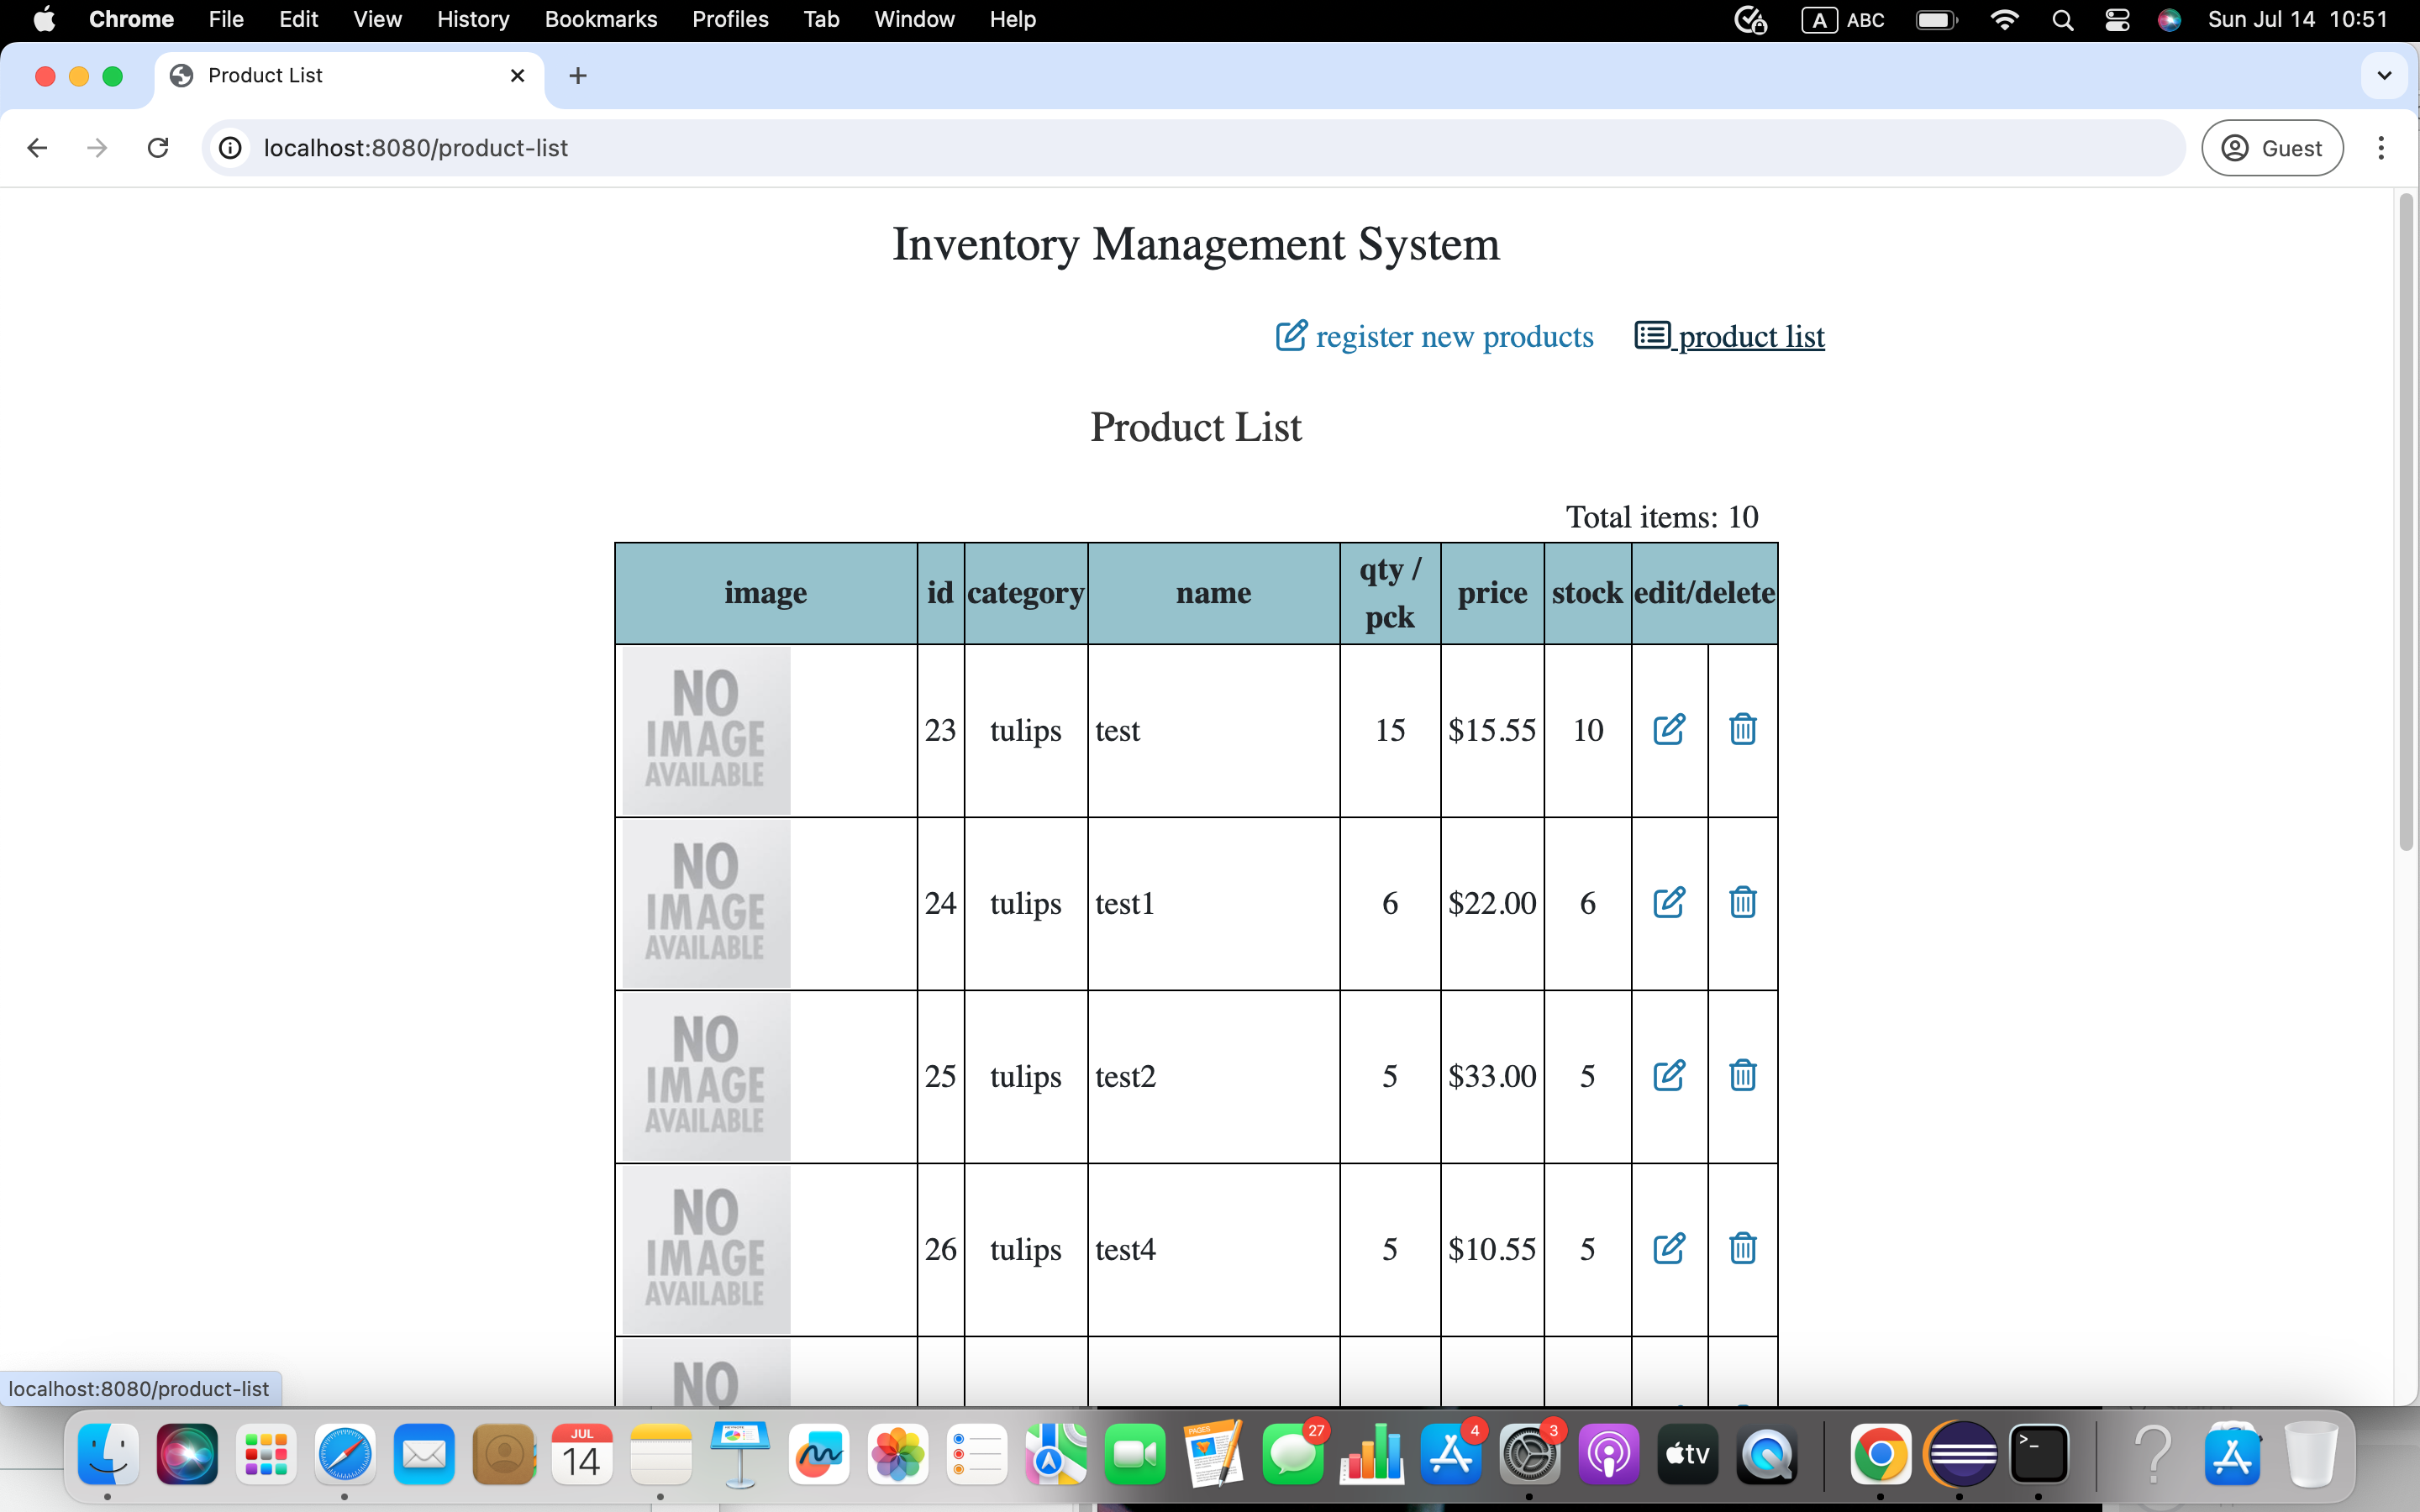 Chrome File Edit View History Bookmarks Profiles Tab Window Help A ABC Sun Jul 14 10:51
Product List
localhost:8080/product-list Guest
Inventory Management System
register new products product list
Product List
Total items: 10
image id category name qty / pck price stock edit/delete
NO IMAGE AVAILABLE 23 tulips test 15 $15.55 10
NO IMAGE AVAILABLE 24 tulips test1 6 $22.00 6
NO IMAGE AVAILABLE 25 tulips test2 5 $33.00 5
NO IMAGE AVAILABLE 26 tulips test4 5 $10.55 5
NO
localhost:8080/product-list
JUL
14
PAGES
27
4
3
tv
>_